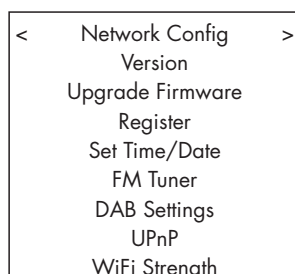 < Network Config >
Version
Upgrade Firmware
Register
Set Time/Date
FM Tuner
DAB Settings
UPnP
WiFi Strength